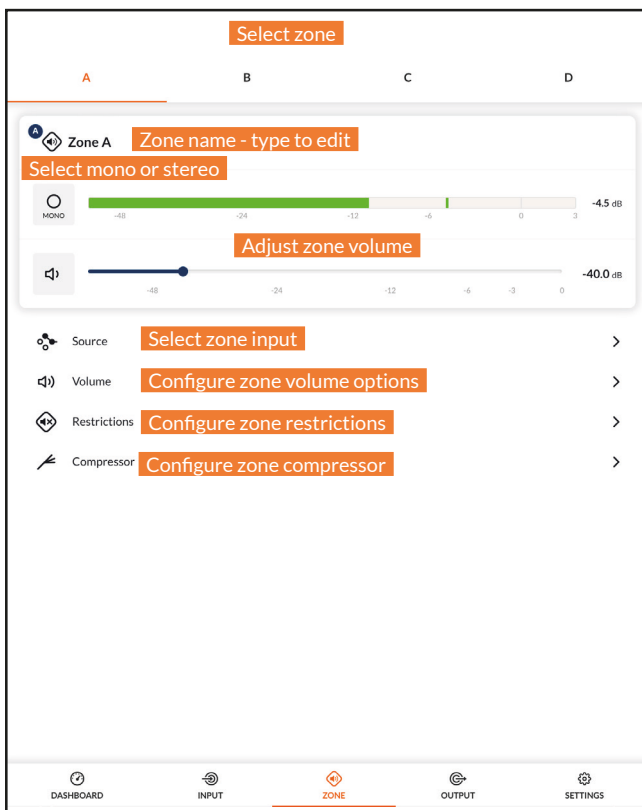 Select zone
A B C D
A Zone A Zone name - type to edit
Select mono or stereo
MONO -48 -24 -12 -6 0 3 -4.5 dB
Adjust zone volume
-48 -24 -12 -6 -3 0 -40.0 dB
Source Select zone input
Volume Configure zone volume options
Restrictions Configure zone restrictions
Compressor Configure zone compressor
DASHBOARD INPUT ZONE OUTPUT SETTINGS